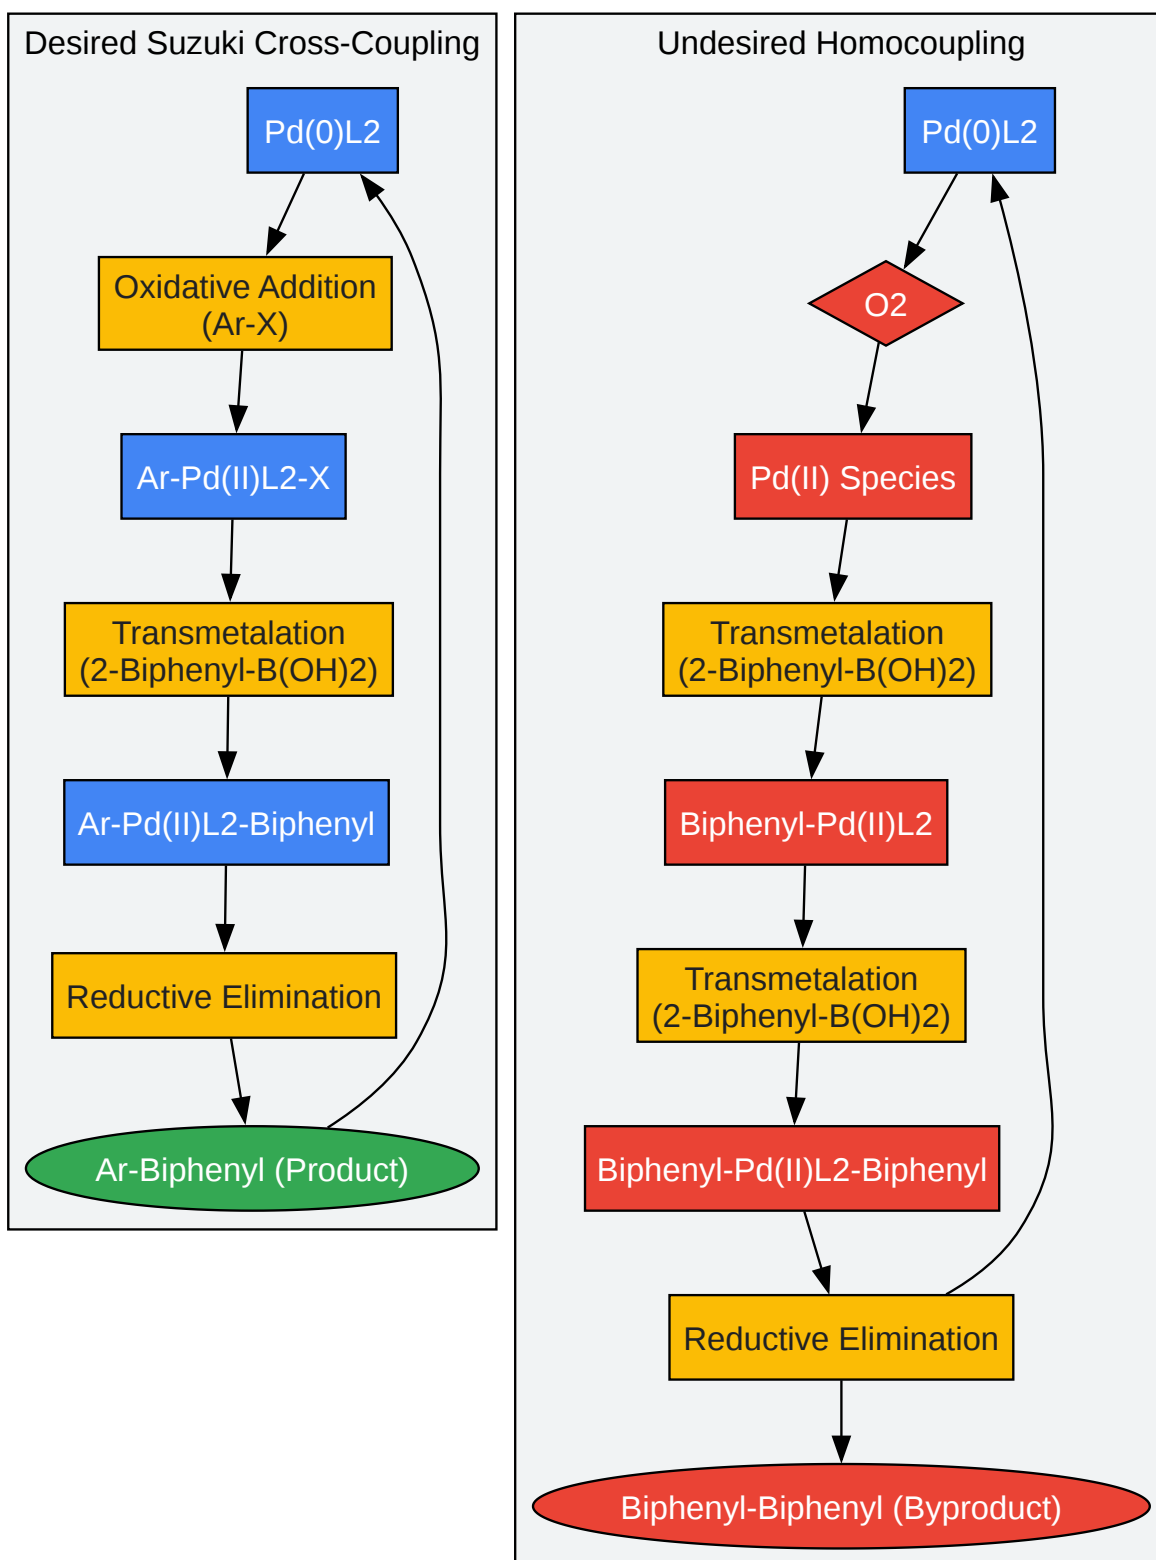 Desired Suzuki Cross-Coupling
Pd(0)L2
Oxidative Addition
(Ar-X)
Ar-Pd(II)L2-X
Transmetalation
(2-Biphenyl-B(OH)2)
Ar-Pd(II)L2-Biphenyl
Reductive Elimination
Ar-Biphenyl (Product)
Undesired Homocoupling
Pd(0)L2
O2
Pd(II) Species
Transmetalation
(2-Biphenyl-B(OH)2)
Biphenyl-Pd(II)L2
Transmetalation
(2-Biphenyl-B(OH)2)
Biphenyl-Pd(II)L2-Biphenyl
Reductive Elimination
Biphenyl-Biphenyl (Byproduct)